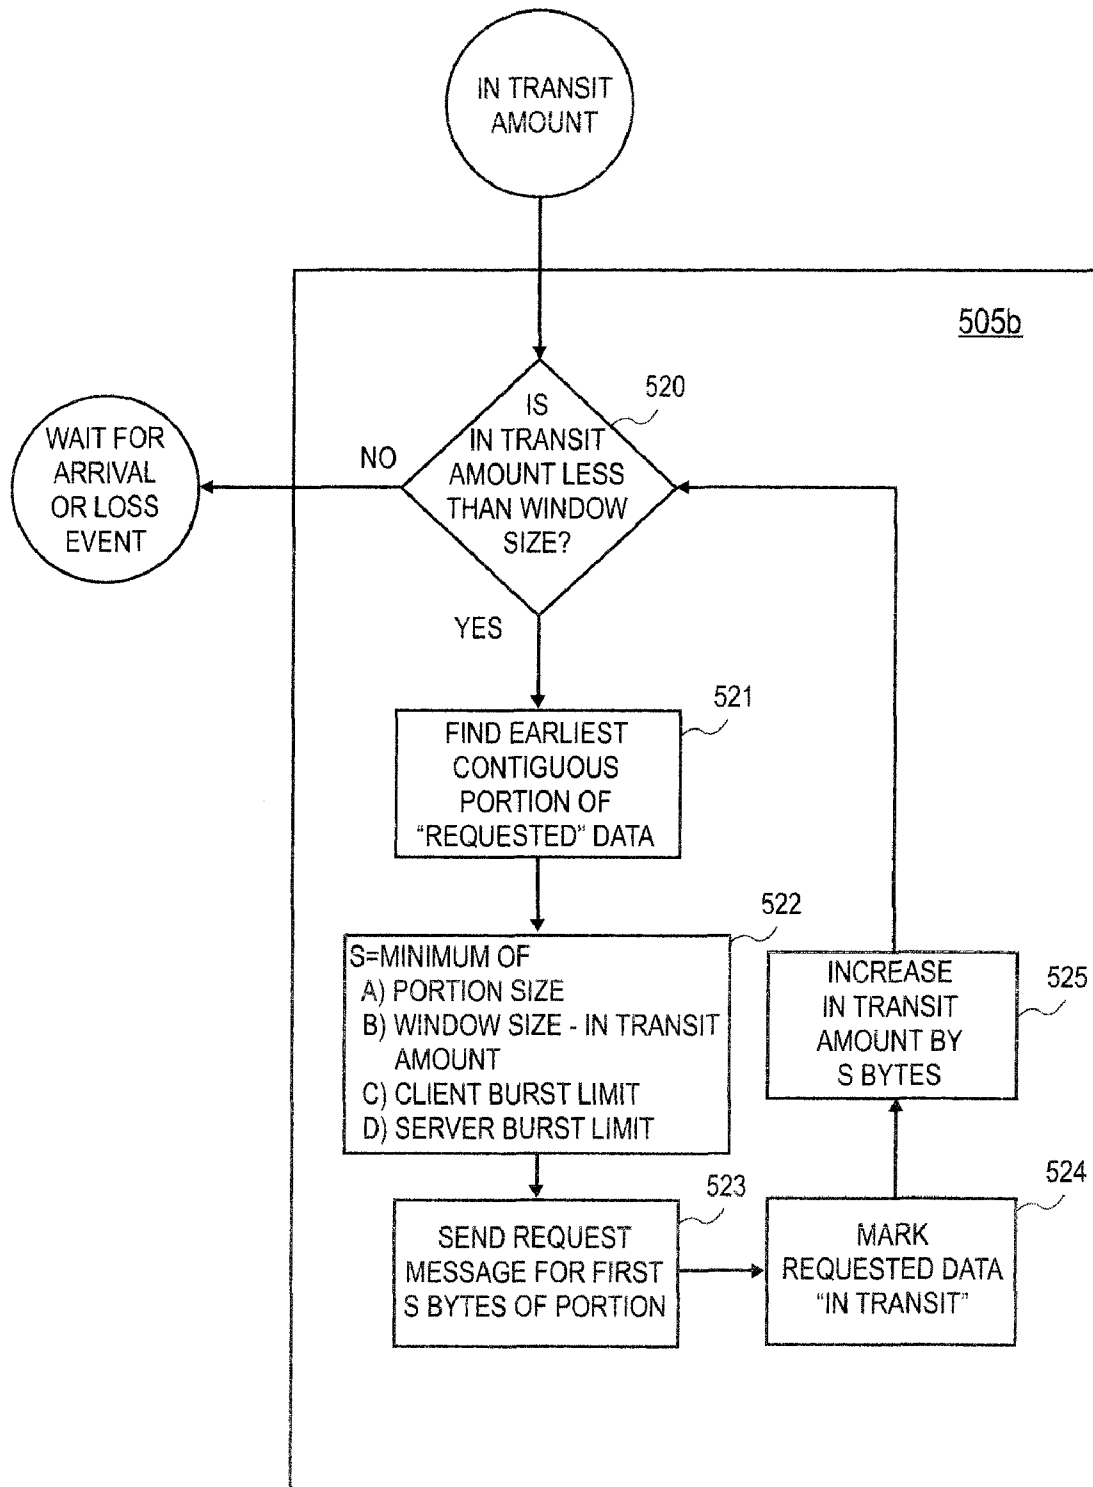 IN TRANSIT
AMOUNT
505b
520
IS
IN TRANSIT
AMOUNT LESS
THAN WINDOW
SIZE?
NO
WAIT FOR
ARRIVAL
OR LOSS
EVENT
YES
521
FIND EARLIEST
CONTIGUOUS
PORTION OF
“REQUESTED” DATA
522
S=MINIMUM OF
A) PORTION SIZE
B) WINDOW SIZE - IN TRANSIT
AMOUNT
C) CLIENT BURST LIMIT
D) SERVER BURST LIMIT
523
SEND REQUEST
MESSAGE FOR FIRST
S BYTES OF PORTION
524
MARK
REQUESTED DATA
“IN TRANSIT”
525
INCREASE
IN TRANSIT
AMOUNT BY
S BYTES